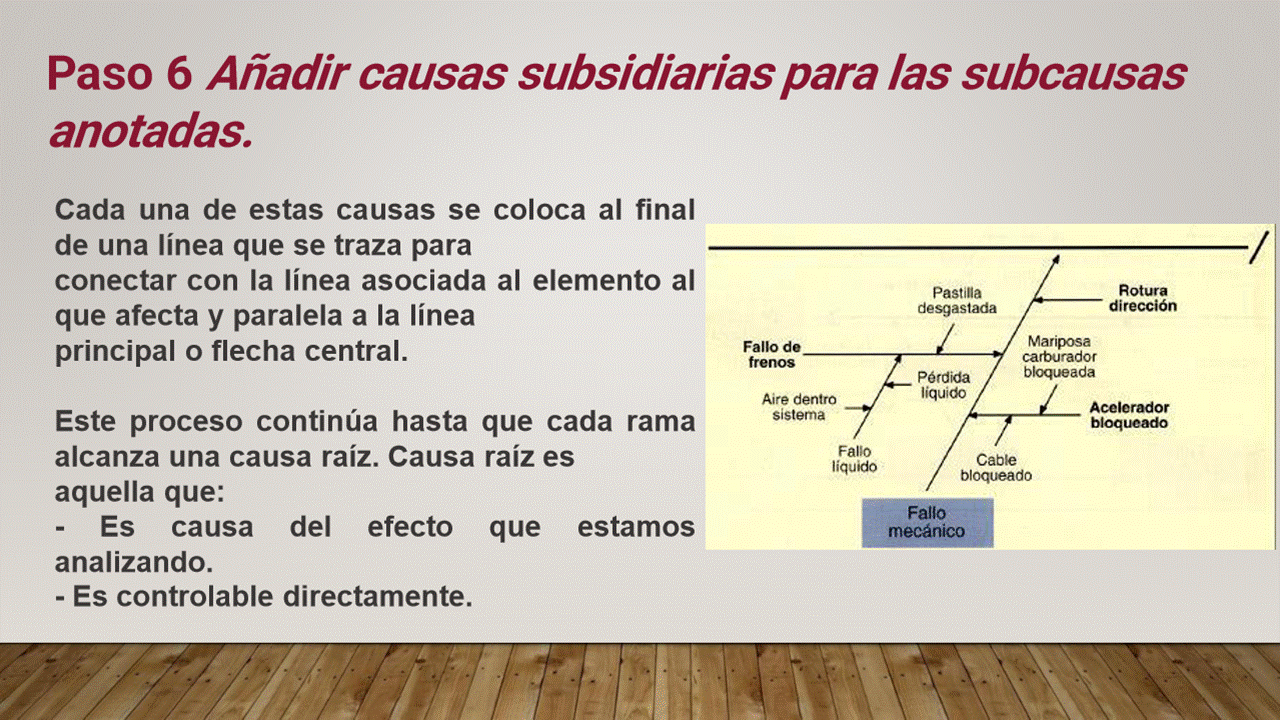 Paso 6 Añadir causas subsidiarias para las subcausas
anotadas.
Cada una de estas causas se coloca al final
de una línea que se traza para
conectar con la línea asociada al elemento al
que afecta y paralela a la línea
principal o flecha central.
Este proceso continúa hasta que cada rama
alcanza una causa raíz. Causa raíz es
aquella que:
- Es causa del efecto que estamos
analizando.
- Es controlable directamente.
Pastilla
desgastada
Rotura
dirección
Fallo de
frenos
Mariposa
carburador
bloqueada
Pérdida
líquido
Aire dentro
sistema
Acelerador
bloqueado
Fallo
líquido
Cable
bloqueado
Fallo
mecánico